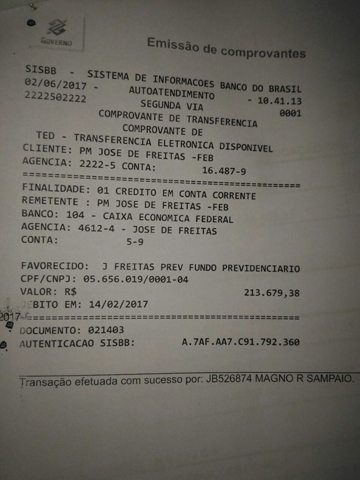 GOVERNO
Emissão de comprovantes
SISBB - SISTEMA DE INFORMACOES BANCO DO BRASIL
02/06/2017 - AUTOATENDIMENTO - 10.41.13
2222502222 SEGUNDA VIA 0001
COMPROVANTE DE TRANSFERENCIA
COMPROVANTE DE
TED - TRANSFERENCIA ELETRONICA DISPONIVEL
CLIENTE: PM JOSE DE FREITAS -FEB
AGENCIA: 2222-5 CONTA: 16.487-9
================================================
FINALIDADE: 01 CREDITO EM CONTA CORRENTE
REMETENTE : PM JOSE DE FREITAS -FEB
BANCO: 104 - CAIXA ECONOMICA FEDERAL
AGENCIA: 4612-4 - JOSE DE FREITAS
CONTA: 5-9
FAVORECIDO: J FREITAS PREV FUNDO PREVIDENCIARIO
CPF/CNPJ: 05.656.019/0001-04
VALOR: R$ 213.679,38
DEBITO EM: 14/02/2017
2017 ================================================
DOCUMENTO: 021403
AUTENTICACAO SISBB: A.7AF.AA7.C91.792.360
Transação efetuada com sucesso por: JB526874 MAGNO R SAMPAIO.